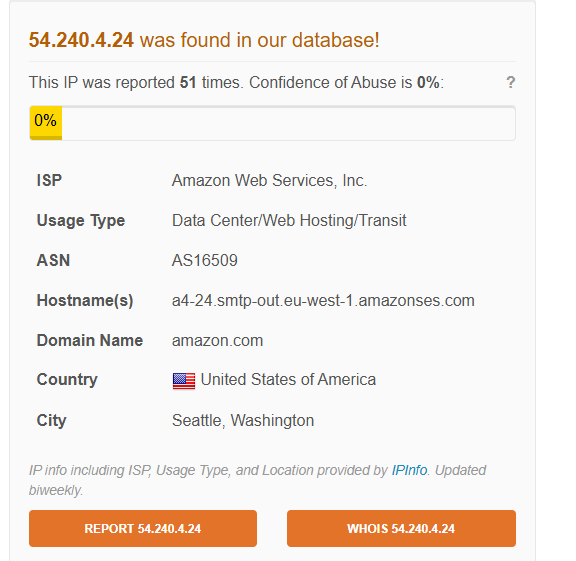 54.240.4.24 was found in our database!
This IP was reported 51 times. Confidence of Abuse is 0%: ?
0%
ISP Amazon Web Services, Inc.
Usage Type Data Center/Web Hosting/Transit
ASN AS16509
Hostname(s) a4-24.smtp-out.eu-west-1.amazonses.com
Domain Name amazon.com
Country United States of America
City Seattle, Washington
IP info including ISP, Usage Type, and Location provided by IPInfo. Updated
biweekly.
REPORT 54.240.4.24 WHOIS 54.240.4.24